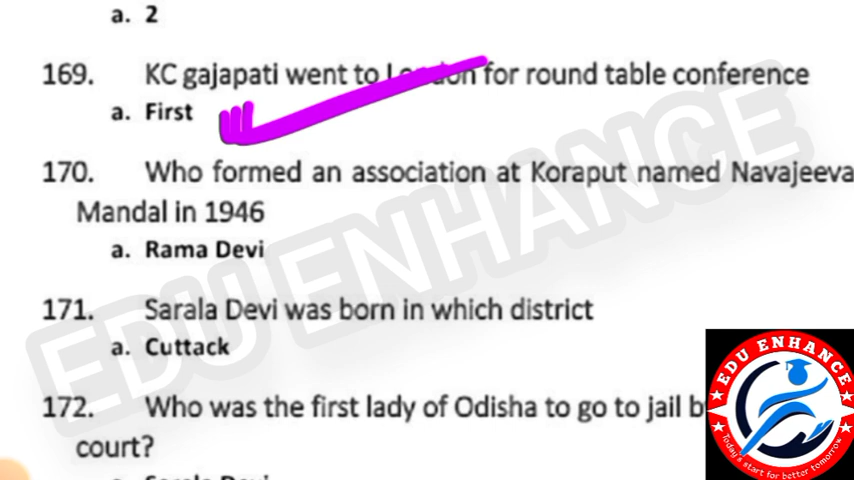 a. 2
169. KC gajapati went to London for round table conference
a. First
170. Who formed an association at Koraput named Navajeeva
Mandal in 1946
a. Rama Devi
171. Sarala Devi was born in which district
a. Cuttack
172. Who was the first lady of Odisha to go to jail b
court?
a. Sarala Devi
EDU ENHANCE
EDU ENHANCE
Today's start for better tomorrow